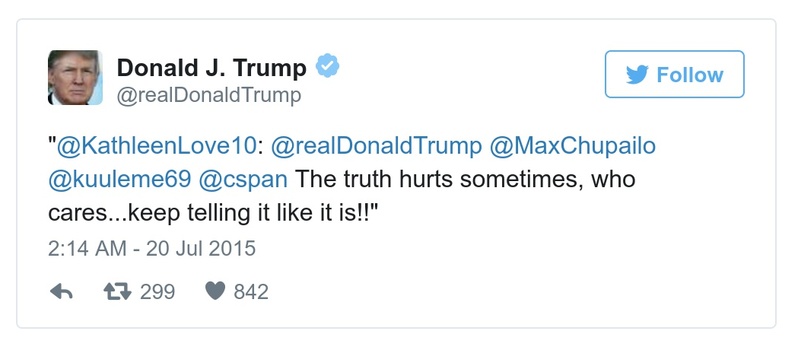 Donald J. Trump
@realDonaldTrump
Follow
"@KathleenLove10: @realDonaldTrump @MaxChupailo
@kuuleme69 @cspan The truth hurts sometimes, who
cares...keep telling it like it is!!"
2:14 AM - 20 Jul 2015
299 842